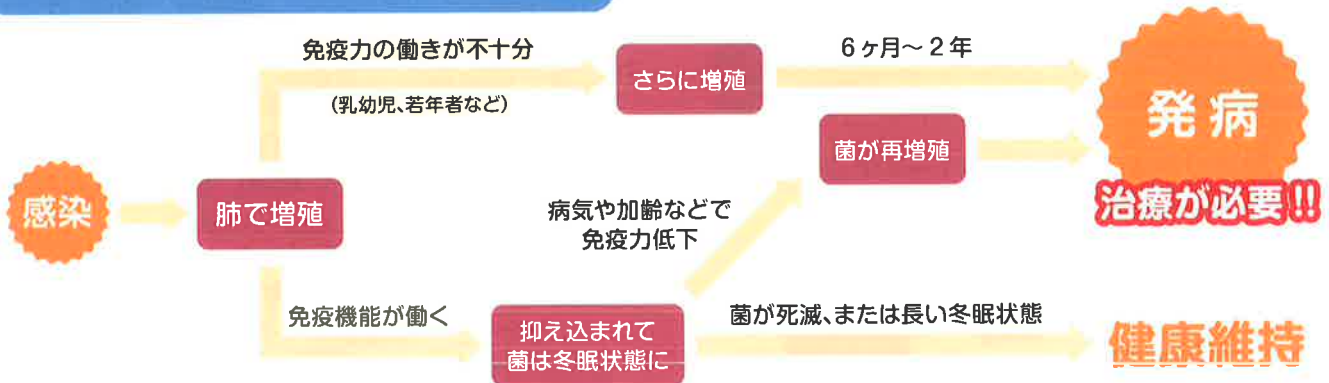 免疫力の働きが不十分
(乳幼児、若年者など)
さらに増殖
6ヶ月〜2年
発病
治療が必要!!
菌が再増殖
感染
肺で増殖
病気や加齢などで
免疫力低下
免疫機能が働く
抑え込まれて
菌は冬眠状態に
菌が死滅、または長い冬眠状態
健康維持